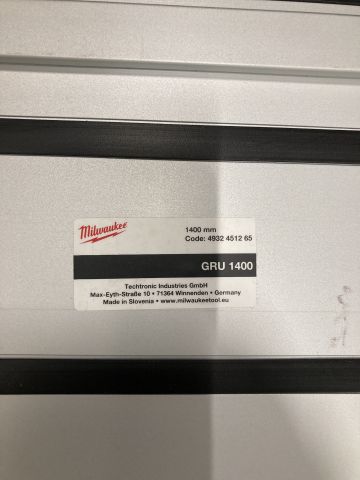 Milwaukee
1400 mm
Code: 4932 4512 65
GRU 1400
Techtronic Industries GmbH
Max-Eyth-Straße 10 • 71364 Winnenden • Germany
Made in Slovenia • www.milwaukeetool.eu